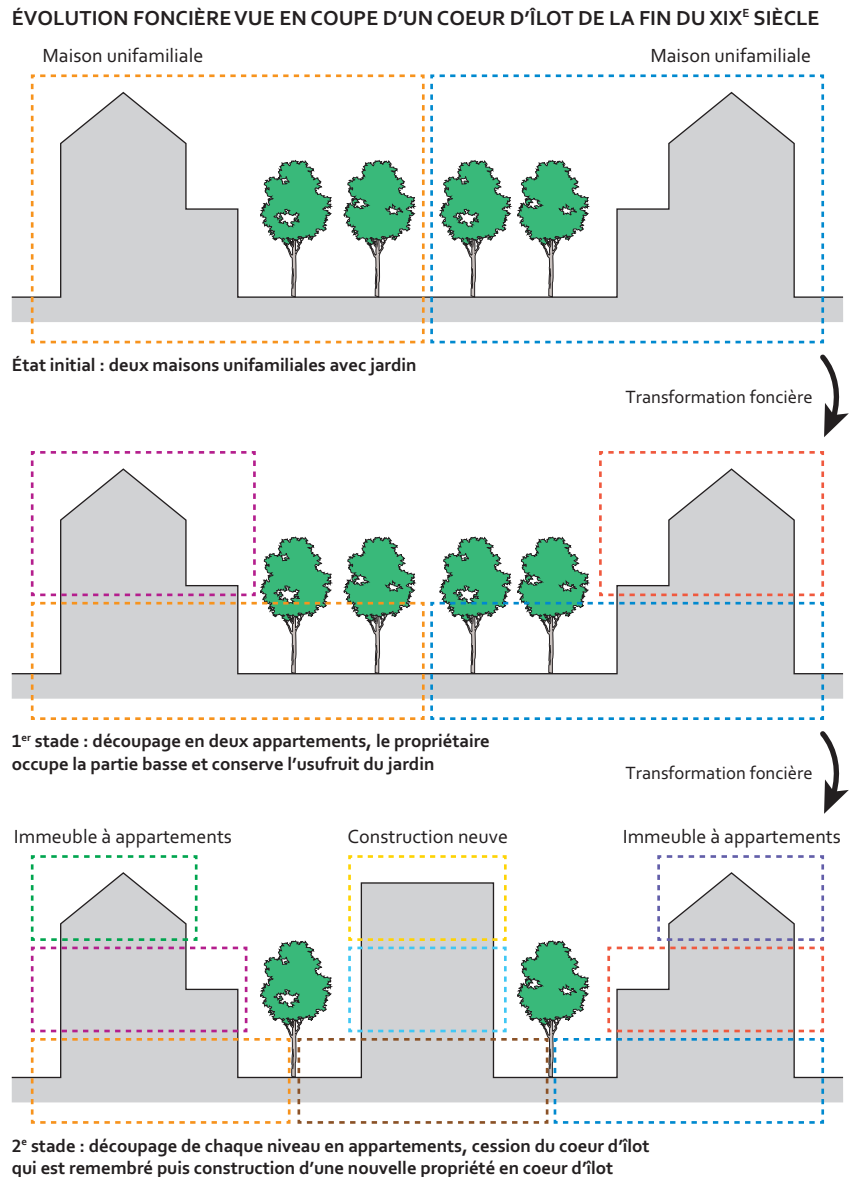 ÉVOLUTION FONCIÈRE VUE EN COUPE D'UN COEUR D'ÎLOT DE LA FIN DU XIXE SIÈCLE
Maison unifamiliale
Maison unifamiliale
État initial : deux maisons unifamiliales avec jardin
Transformation foncière
1er stade : découpage en deux appartements, le propriétaire
occupe la partie basse et conserve l'usufruit du jardin
Transformation foncière
Immeuble à appartements
Construction neuve
Immeuble à appartements
2e stade : découpage de chaque niveau en appartements, cession du coeur d'îlot
qui est remembré puis construction d'une nouvelle propriété en coeur d'îlot